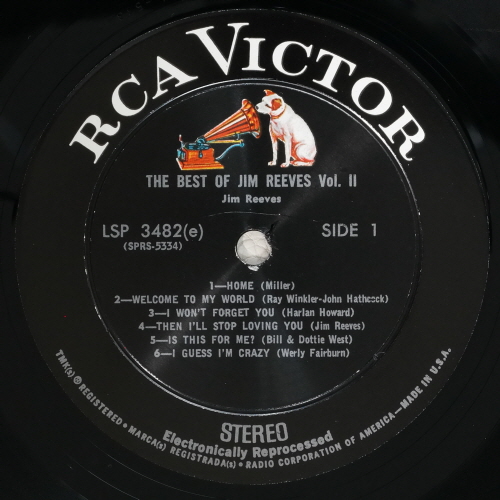 RCA VICTOR
THE BEST OF JIM REEVES Vol. II
Jim Reeves
LSP 3482(e) SIDE 1
(SPRS-5334)
1—HOME (Miller)
2—WELCOME TO MY WORLD (Ray Winkler-John Hathcock)
3—I WON'T FORGET YOU (Harlan Howard)
4—THEN I'LL STOP LOVING YOU (Jim Reeves)
5—IS THIS FOR ME? (Bill & Dottie West)
6—I GUESS I'M CRAZY (Werly Fairburn)
STEREO
Electronically Reprocessed
TMK(s) ® REGISTERED • MARCA(s) REGISTRADA(s) • RADIO CORPORATION OF AMERICA—MADE IN U.S.A.